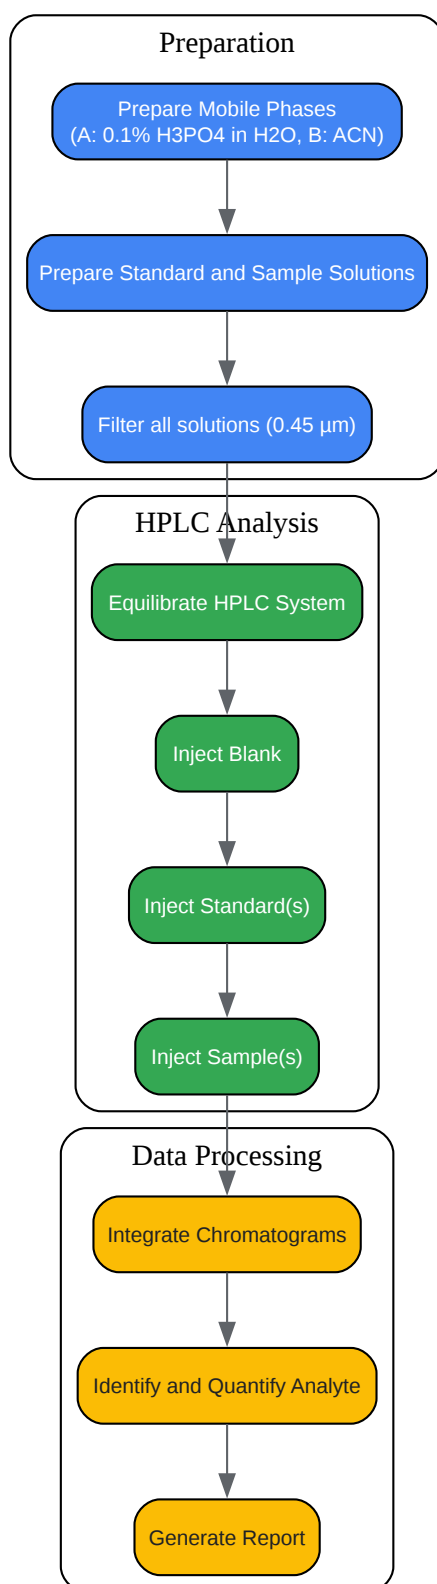 Preparation
Prepare Mobile Phases
(A: 0.1% H3PO4 in H2O, B: ACN)
Prepare Standard and Sample Solutions
Filter all solutions (0.45 µm)
HPLC Analysis
Equilibrate HPLC System
Inject Blank
Inject Standard(s)
Inject Sample(s)
Data Processing
Integrate Chromatograms
Identify and Quantify Analyte
Generate Report